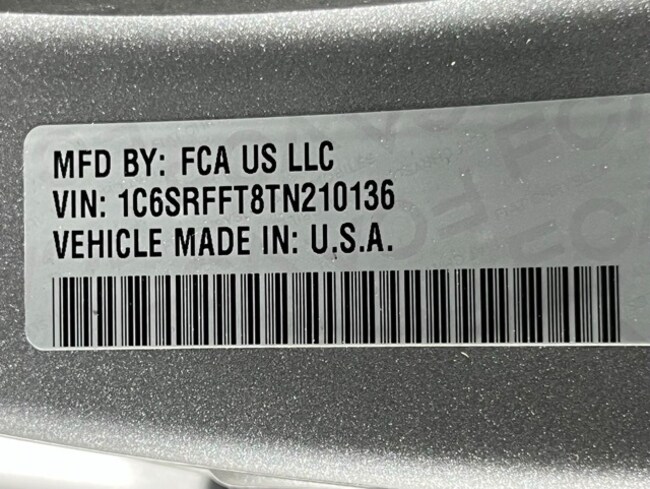 MFD BY: FCA US LLC
VIN: 1C6SRFFT8TN210136
VEHICLE MADE IN: U.S.A.